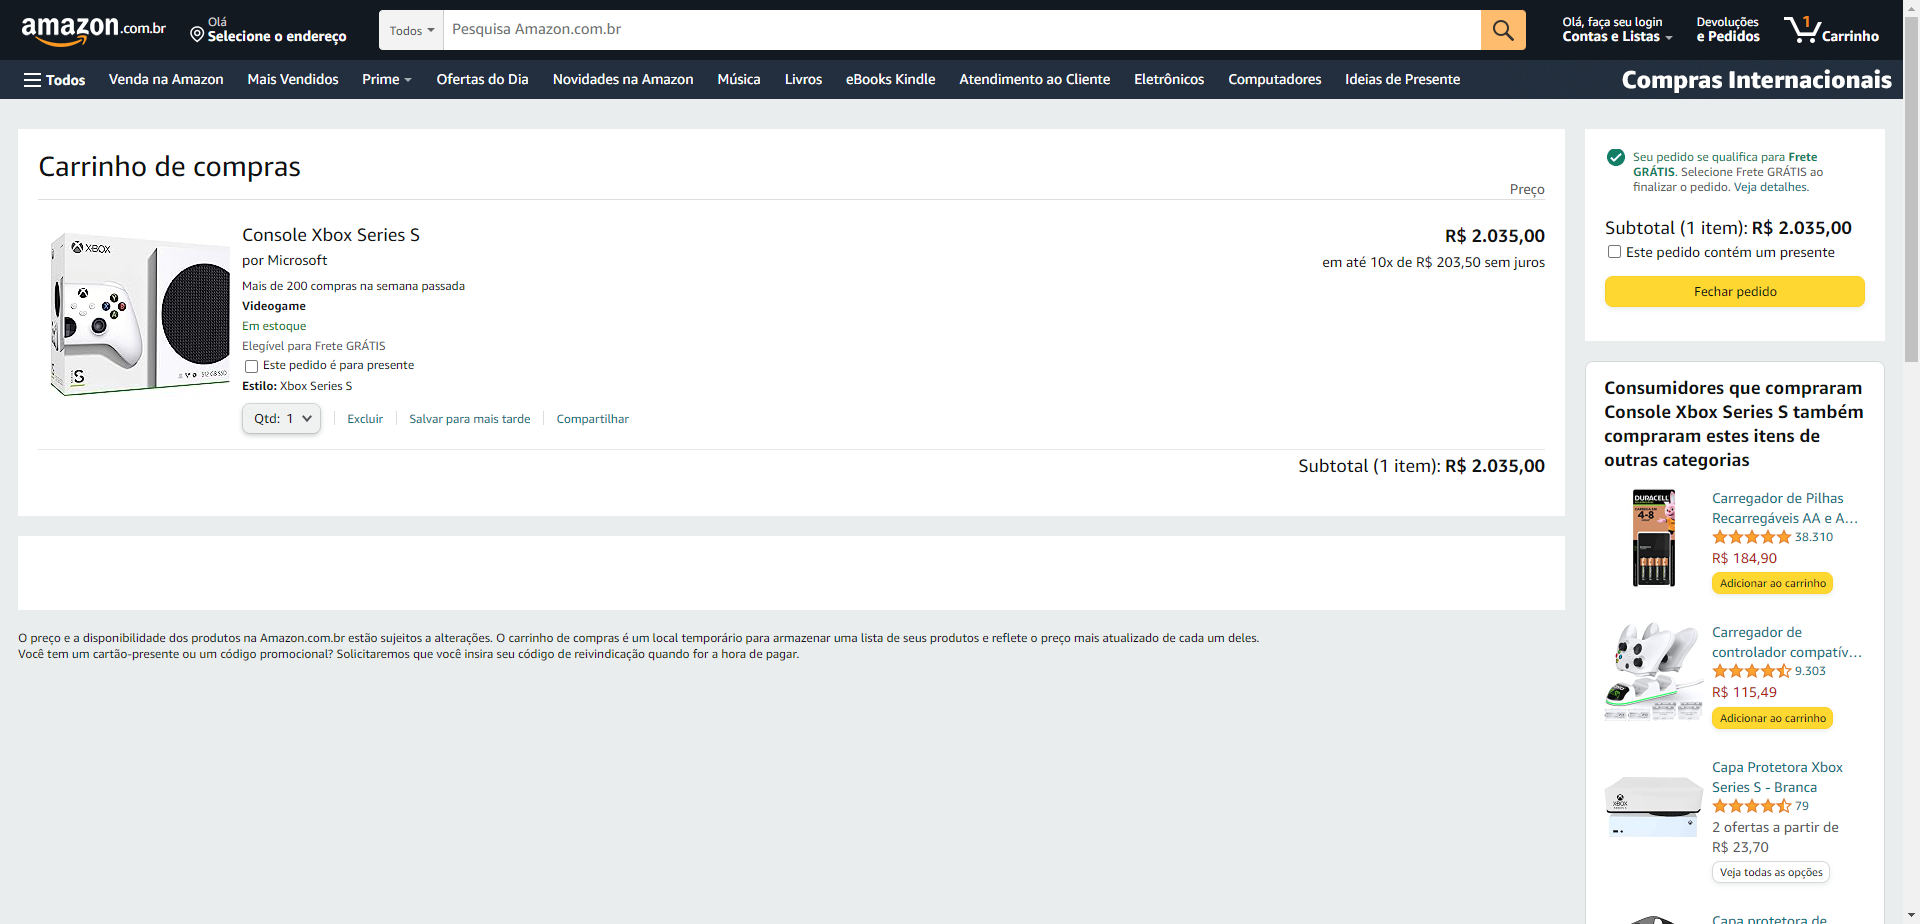 amazon.com.br
Olá
Selecione o endereço
Todos
Pesquisa Amazon.com.br
Olá, faça seu login
Contas e Listas
Devoluções
e Pedidos
1
Carrinho
Todos
Venda na Amazon
Mais Vendidos
Prime
Ofertas do Dia
Novidades na Amazon
Música
Livros
eBooks Kindle
Atendimento ao Cliente
Eletrônicos
Computadores
Ideias de Presente
Compras Internacionais
Carrinho de compras
Preço
XBOX
S
512 GB SSD
Console Xbox Series S
por Microsoft
Mais de 200 compras na semana passada
Videogame
Em estoque
Elegível para Frete GRÁTIS
Este pedido é para presente
Estilo: Xbox Series S
Qtd: 1
Excluir
Salvar para mais tarde
Compartilhar
R$ 2.035,00
em até 10x de R$ 203,50 sem juros
Subtotal (1 item): R$ 2.035,00
O preço e a disponibilidade dos produtos na Amazon.com.br estão sujeitos a alterações. O carrinho de compras é um local temporário para armazenar uma lista de seus produtos e reflete o preço mais atualizado de cada um deles.
Você tem um cartão-presente ou um código promocional? Solicitaremos que você insira seu código de reivindicação quando for a hora de pagar.
Seu pedido se qualifica para Frete
GRÁTIS. Selecione Frete GRÁTIS ao
finalizar o pedido. Veja detalhes.
Subtotal (1 item): R$ 2.035,00
Este pedido contém um presente
Fechar pedido
Consumidores que compraram
Console Xbox Series S também
compraram estes itens de
outras categorias
DURACELL
4-8
Carregador de Pilhas
Recarregáveis AA e A…
38.310
R$ 184,90
Adicionar ao carrinho
Carregador de
controlador compatív…
9.303
R$ 115,49
Adicionar ao carrinho
XBOX
Capa Protetora Xbox
Series S - Branca
79
2 ofertas a partir de
R$ 23,70
Veja todas as opções
Capa protetora de